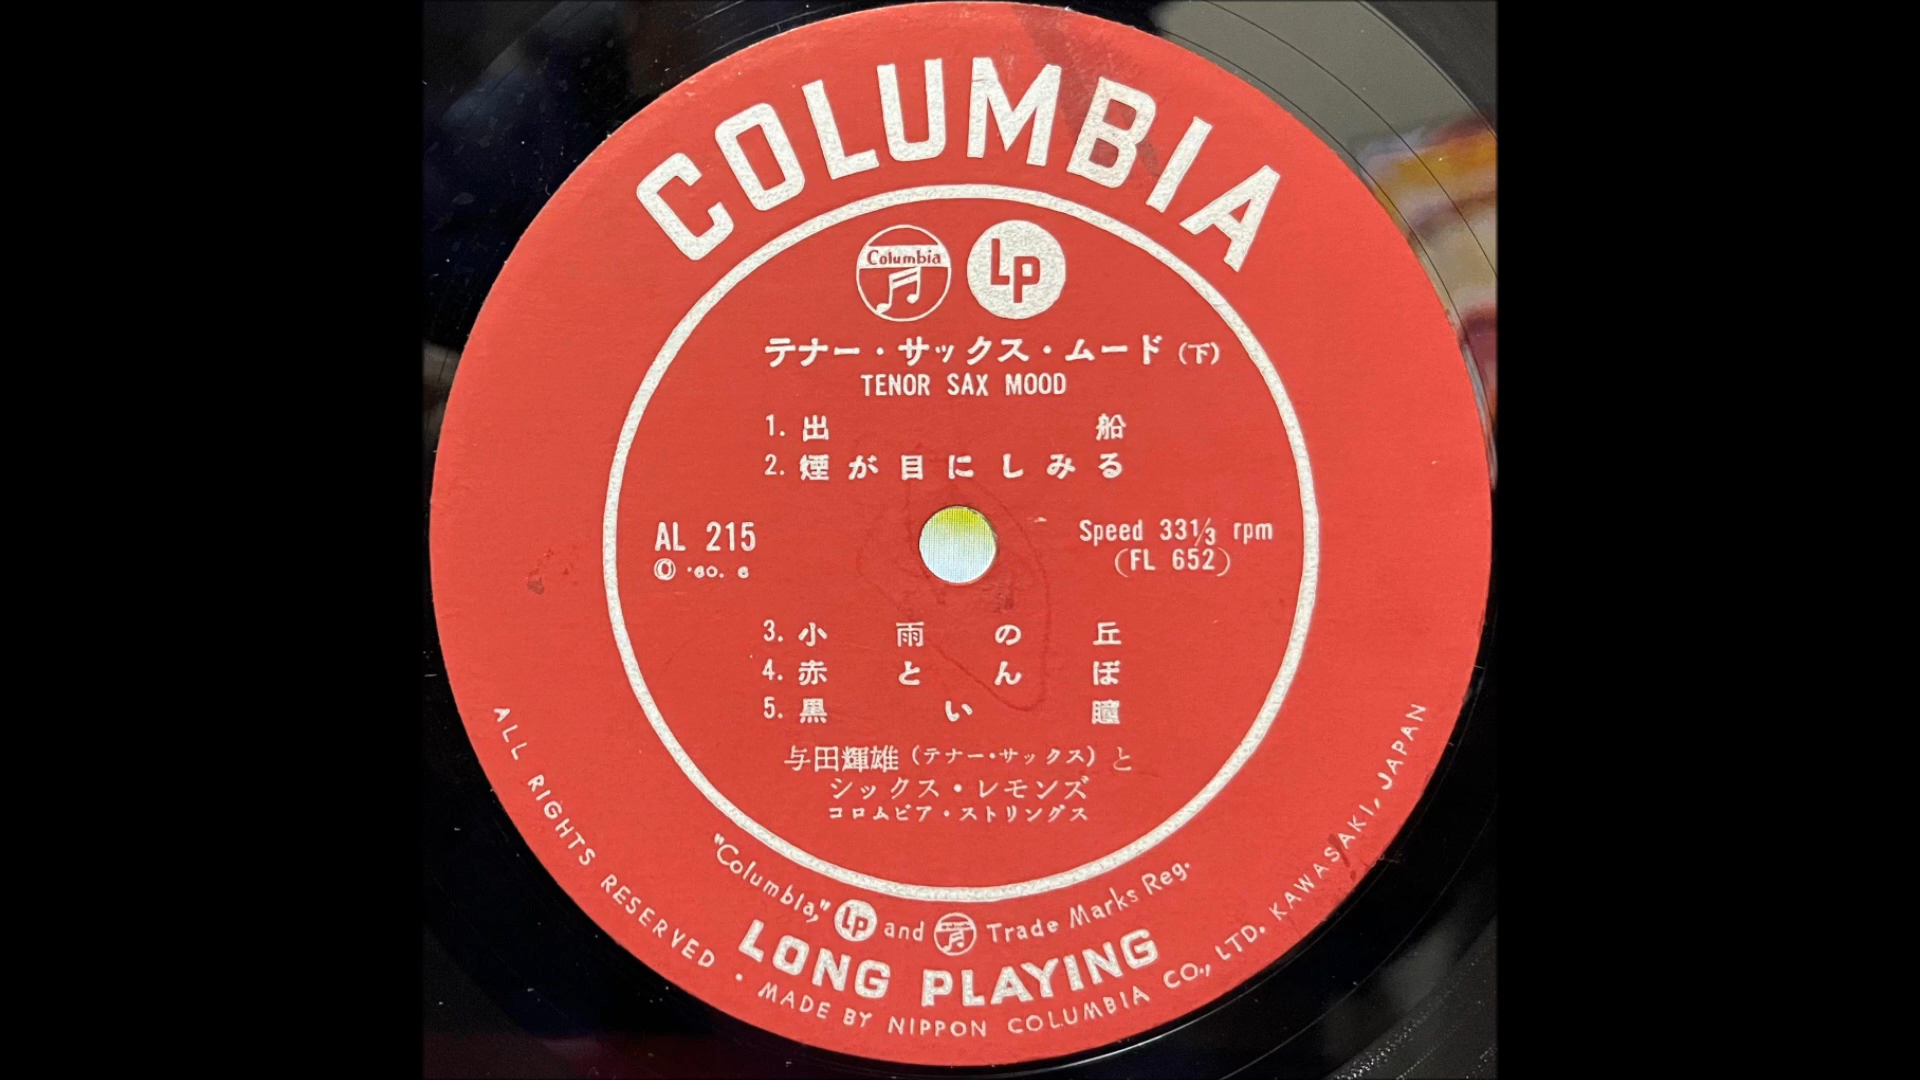 COLUMBIA
Columbia
LP
テナー・サックス・ムード(下)
TENOR SAX MOOD
1. 出船
2. 煙が目にしみる
AL 215
Ⓒ '60. 6
Speed 33 1/3 rpm
(FL 652)
3. 小雨の丘
4. 赤とんぼ
5. 黒い瞳
与田輝雄(テナー・サックス)と
シックス・レモンズ
コロムビア・ストリングス
"Columbia," LP and Trade Marks Reg.
LONG PLAYING
ALL RIGHTS RESERVED • MADE BY NIPPON COLUMBIA CO., LTD. KAWASAKI, JAPAN